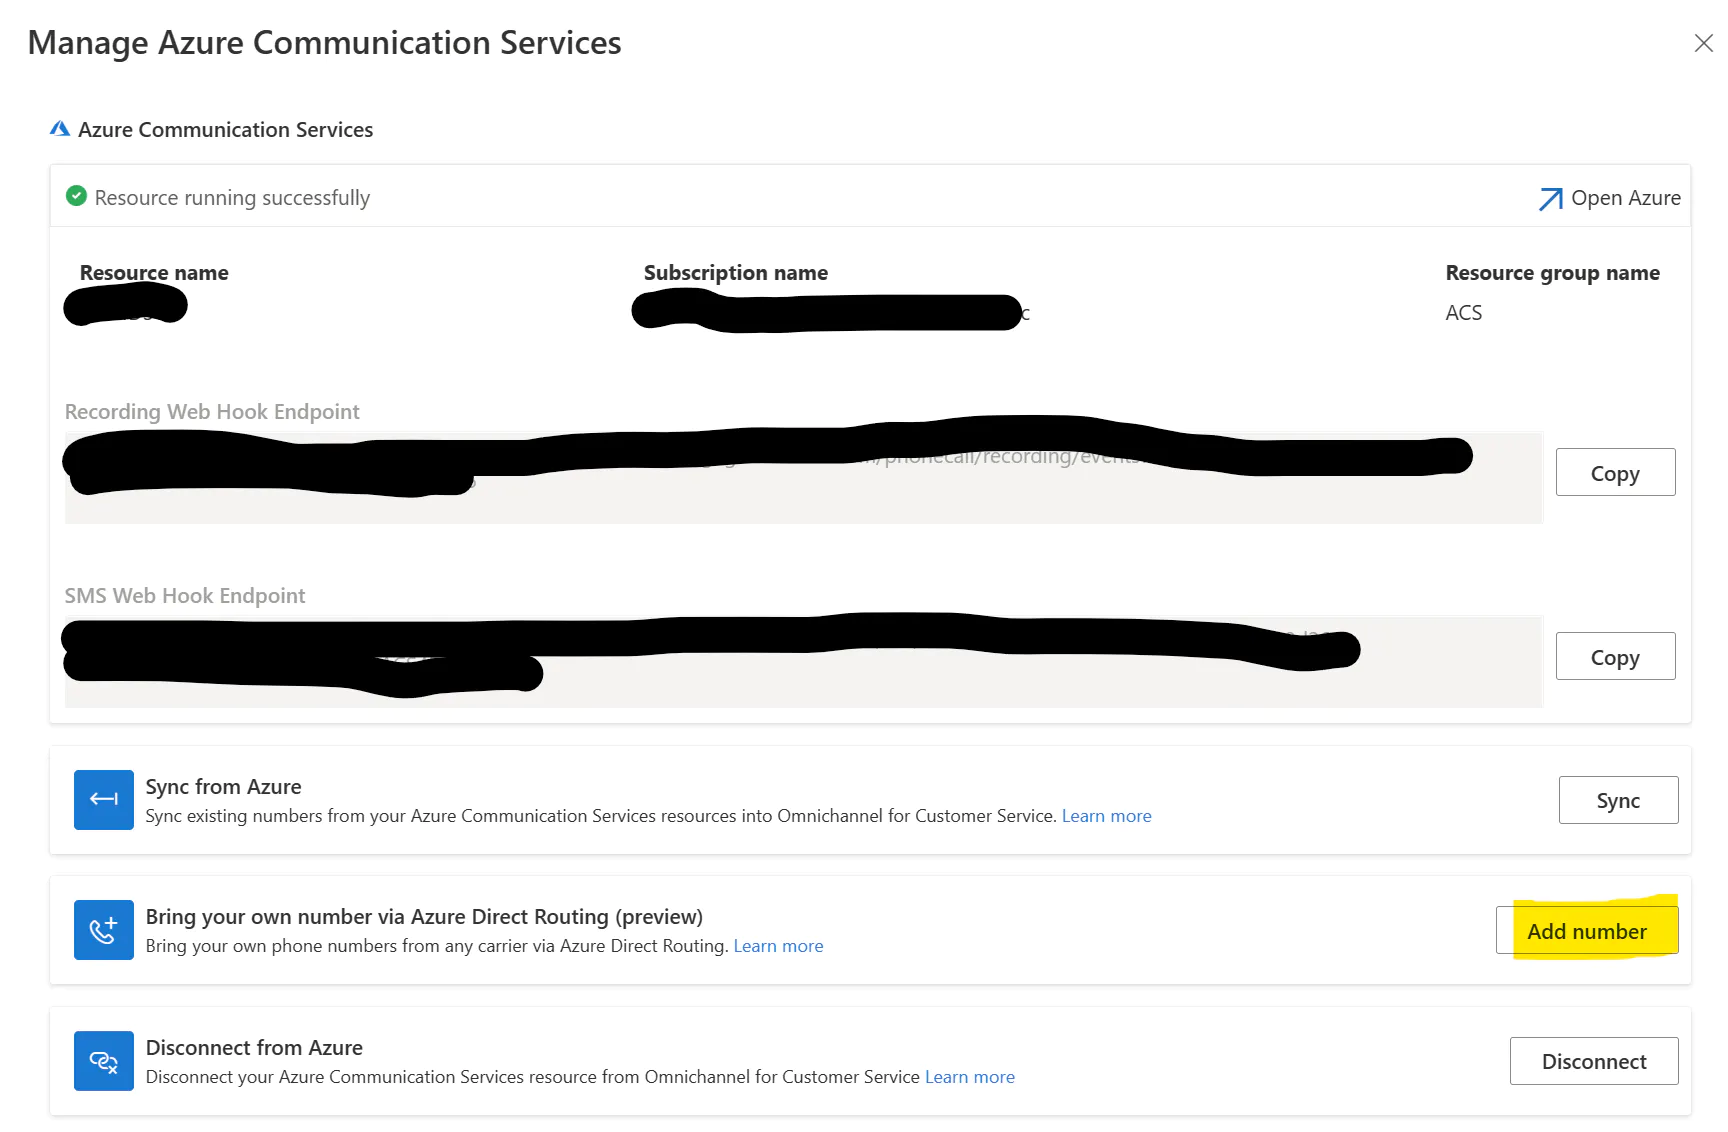 Manage Azure Communication Services
Azure Communication Services
Resource running successfully
Open Azure
Resource name
Subscription name
Resource group name
c
ACS
Recording Web Hook Endpoint
/phonecall/recording/events
Copy
SMS Web Hook Endpoint
Copy
Sync from Azure
Sync existing numbers from your Azure Communication Services resources into Omnichannel for Customer Service. Learn more
Sync
Bring your own number via Azure Direct Routing (preview)
Bring your own phone numbers from any carrier via Azure Direct Routing. Learn more
Add number
Disconnect from Azure
Disconnect your Azure Communication Services resource from Omnichannel for Customer Service Learn more
Disconnect